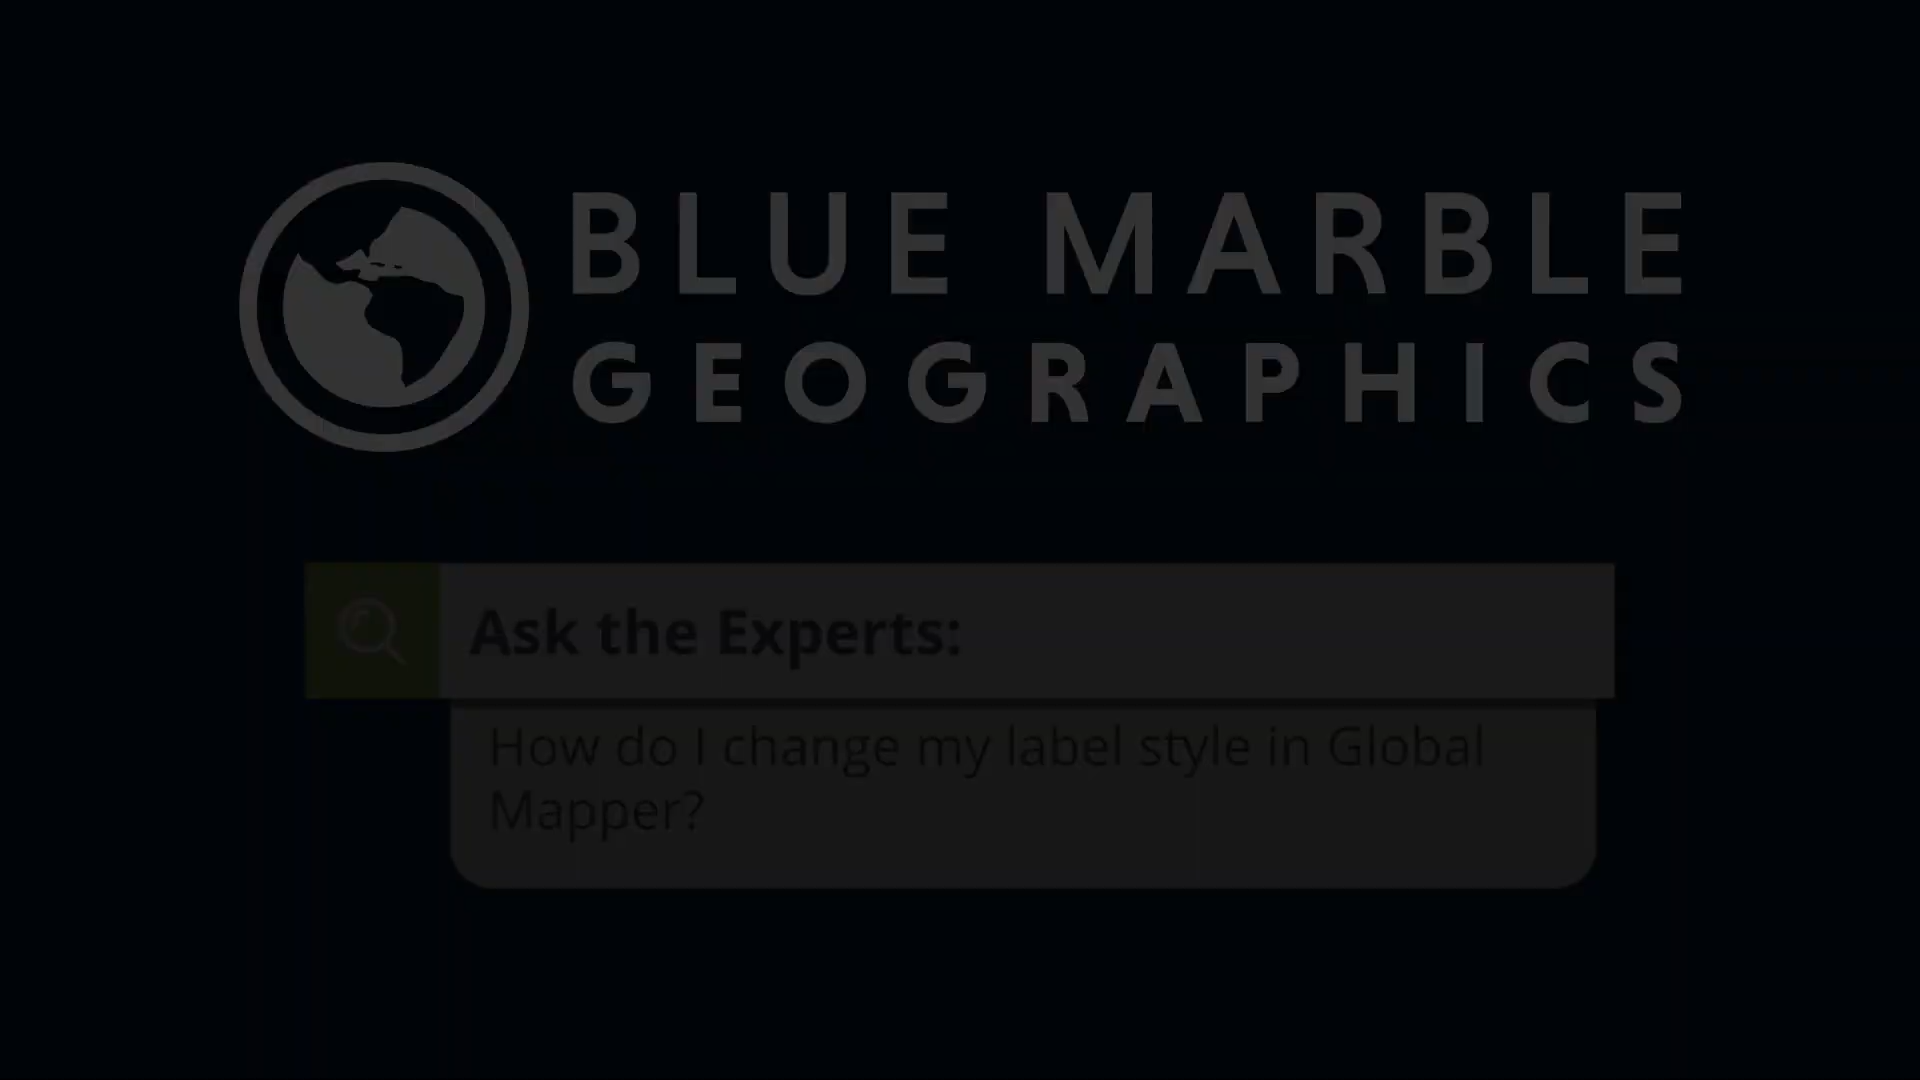 BLUE MARBLE
GEOGRAPHICS
Ask the Experts:
How do I change my label style in Global
Mapper?